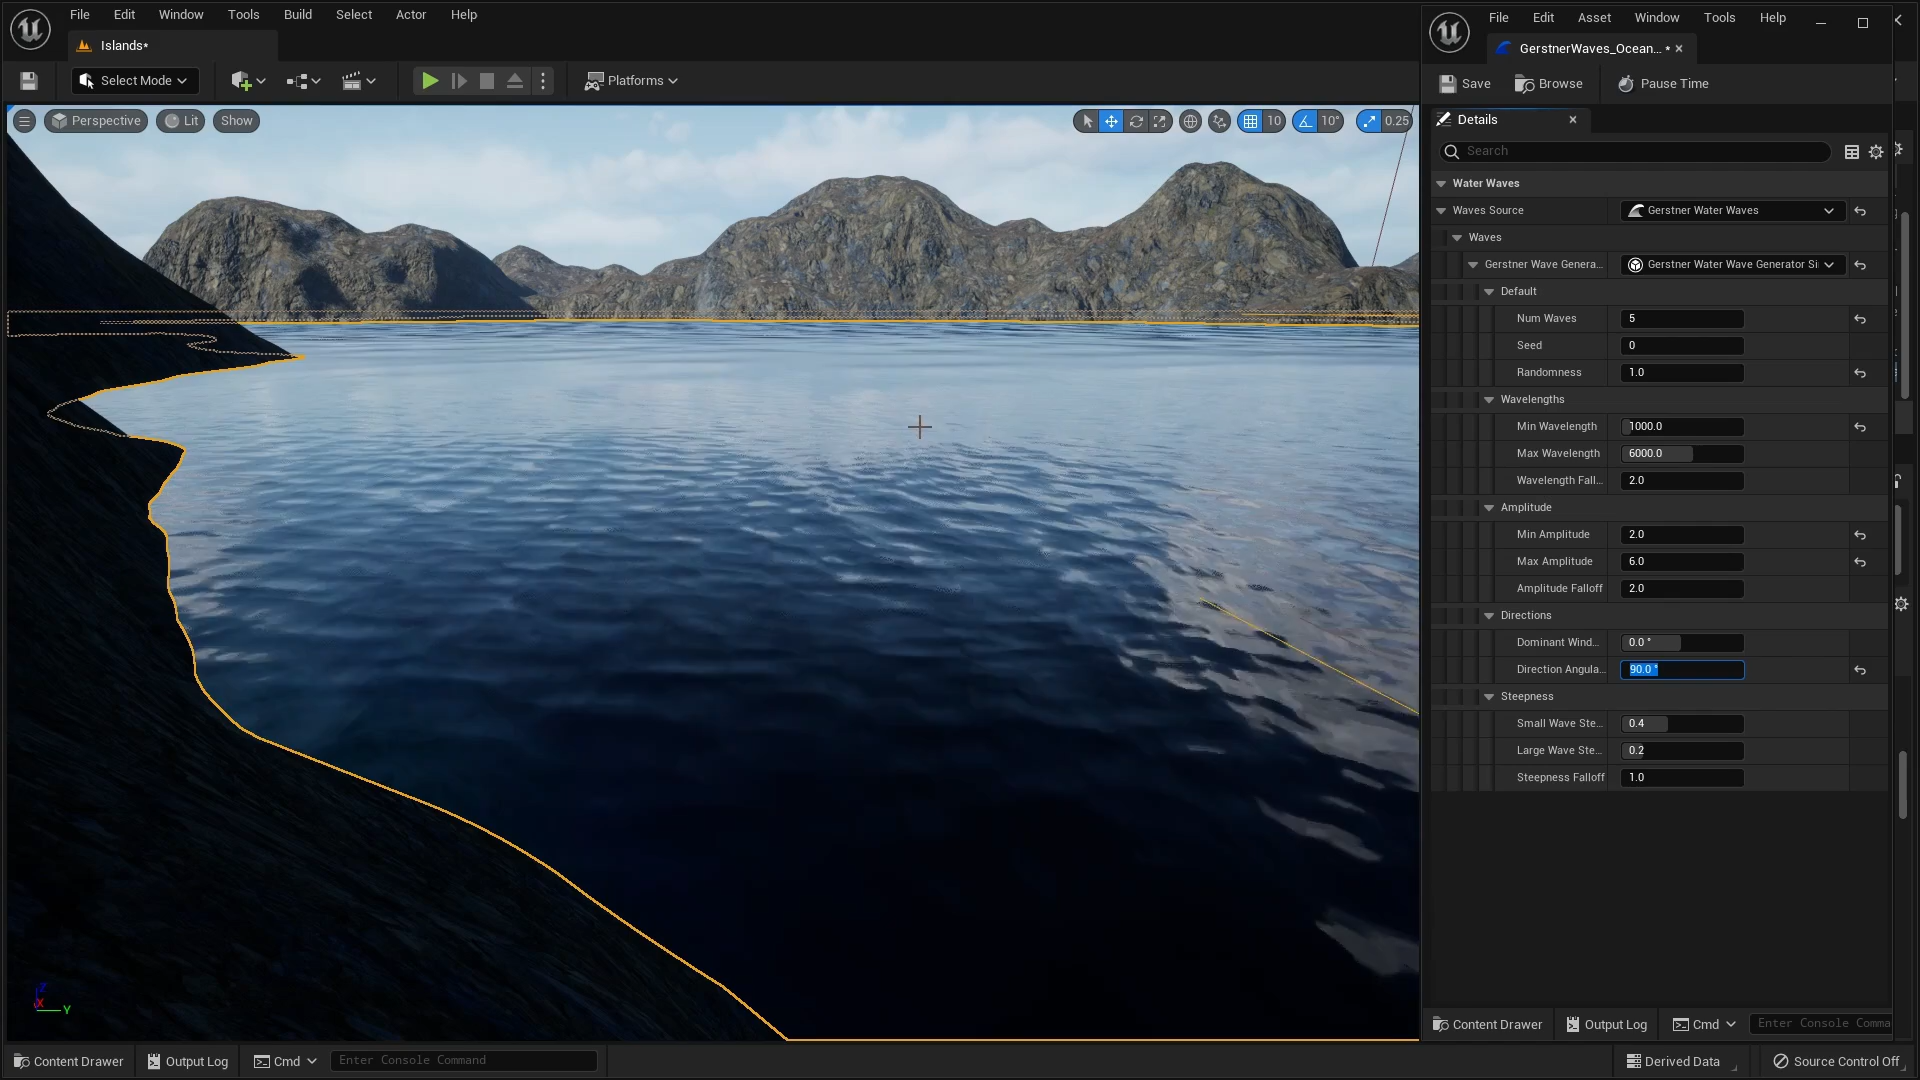 File Edit Window Tools Build Select Actor Help
Islands*
Select Mode
Platforms
Perspective Lit Show
10 10° 0.25
File Edit Asset Window Tools Help
GerstnerWaves_Ocean... *
Save Browse Pause Time
Details
Search
Water Waves
Waves Source Gerstner Water Waves
Waves
Gerstner Wave Genera... Gerstner Water Wave Generator Si
Default
Num Waves 5
Seed 0
Randomness 1.0
Wavelengths
Min Wavelength 1000.0
Max Wavelength 6000.0
Wavelength Fall... 2.0
Amplitude
Min Amplitude 2.0
Max Amplitude 6.0
Amplitude Falloff 2.0
Directions
Dominant Wind... 0.0 °
Direction Angula... 90.0 °
Steepness
Small Wave Ste... 0.4
Large Wave Ste... 0.2
Steepness Falloff 1.0
Z
X
Y
Content Drawer Output Log Cmd Enter Console Comma
Content Drawer Output Log Cmd Enter Console Command
Derived Data Source Control Off